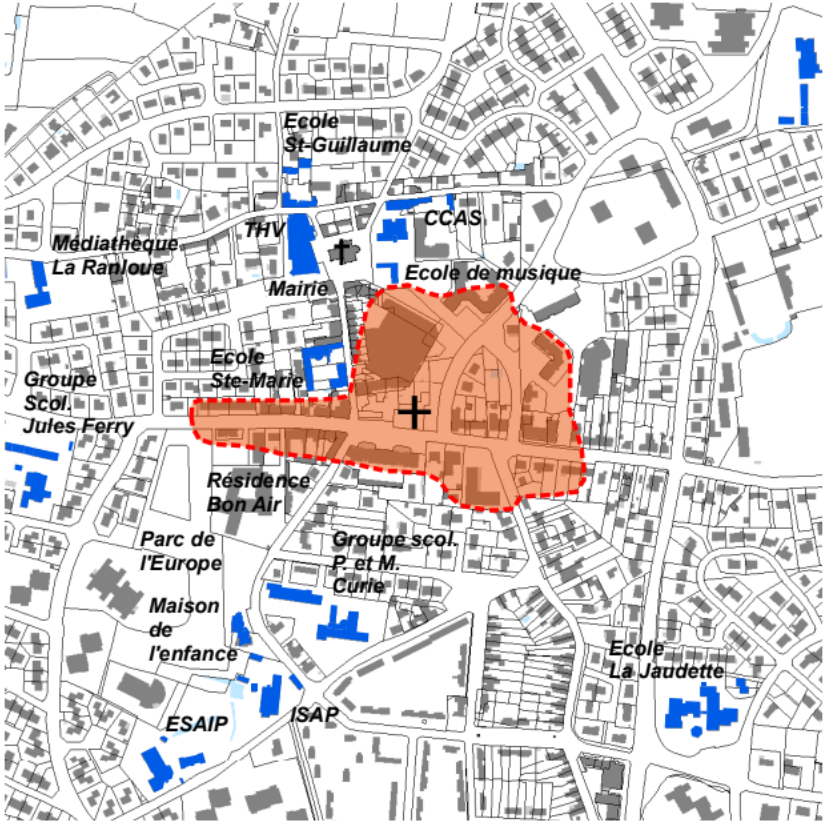 Ecole
St-Guillaume
THV
CCAS
Médiathèque
La Ranloue
Ecole de musique
Mairie
Ecole
Ste-Marie
Groupe
Scol.
Jules Ferry
Résidence
Bon Air
Parc de
l'Europe
Groupe scol.
P. et M.
Curie
Maison
de
l'enfance
Ecole
La Jaudette
ESAIP
ISAP